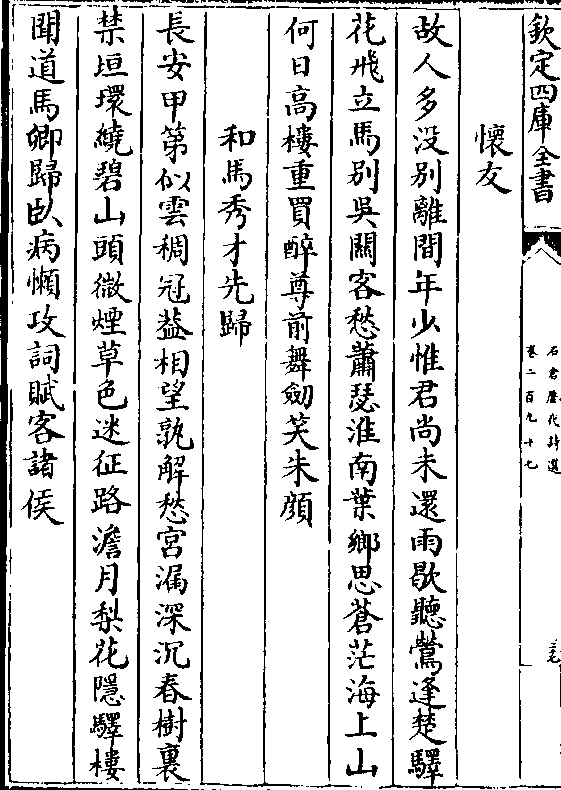 欽定四庫全書
石倉歷代詩選
卷二百九十七
懷友
故人多没别離間年少惟君尚未還雨歇聽鶯逢楚驛
花飛立馬别吳關客愁蕭瑟淮南葉鄉思蒼茫海上山
何日高樓重買醉尊前舞劒笑朱顔
和馬秀才先歸
長安甲第似雲稠冠蓋相望孰解愁宫漏深沉春樹裏
禁垣環繞碧山頭微煙草色迷征路澹月梨花隱驛樓
聞道馬卿歸臥病懶攻詞賦客諸侯